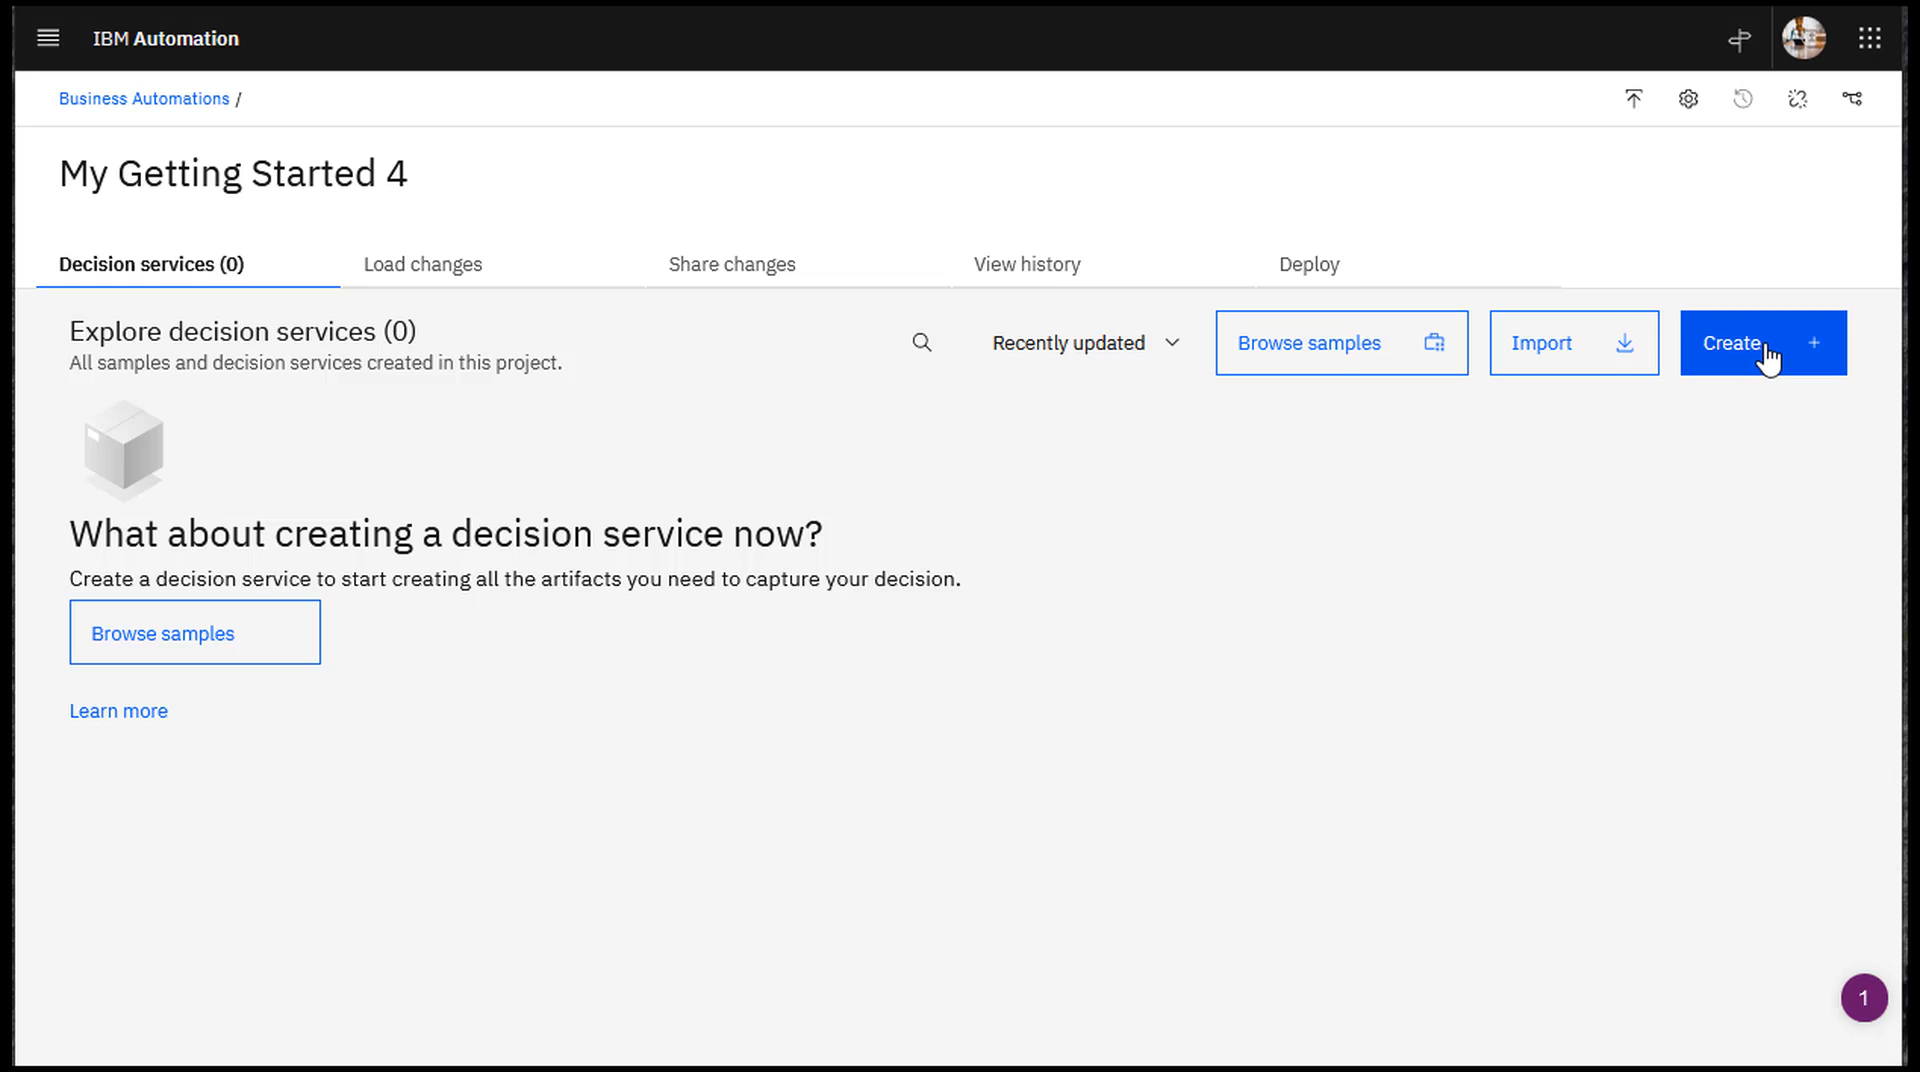 IBM Automation
Business Automations /
My Getting Started 4
Decision services (0)
Load changes
Share changes
View history
Deploy
Explore decision services (0)
All samples and decision services created in this project.
Recently updated
Browse samples
Import
Create +
What about creating a decision service now?
Create a decision service to start creating all the artifacts you need to capture your decision.
Browse samples
Learn more
1